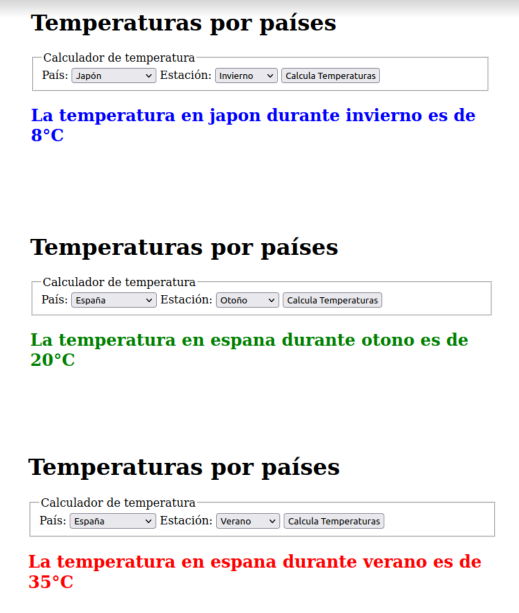 Temperaturas por países
Calculador de temperatura
País: Japón Estación: Invierno Calcula Temperaturas
La temperatura en japon durante invierno es de
8°C
Temperaturas por países
Calculador de temperatura
País: España Estación: Otoño Calcula Temperaturas
La temperatura en espana durante otono es de
20°C
Temperaturas por países
Calculador de temperatura
País: España Estación: Verano Calcula Temperaturas
La temperatura en espana durante verano es de
35°C